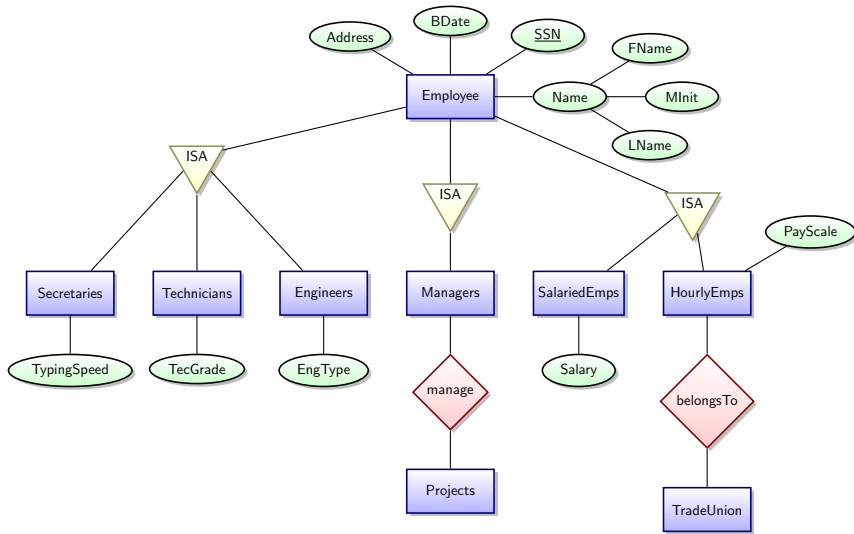 BDate
Address
SSN
FName
Employee
Name
MInit
LName
ISA
ISA
ISA
PayScale
Secretaries
Technicians
Engineers
Managers
SalariedEmps
HourlyEmps
TypingSpeed
TecGrade
EngType
manage
Salary
belongsTo
Projects
TradeUnion